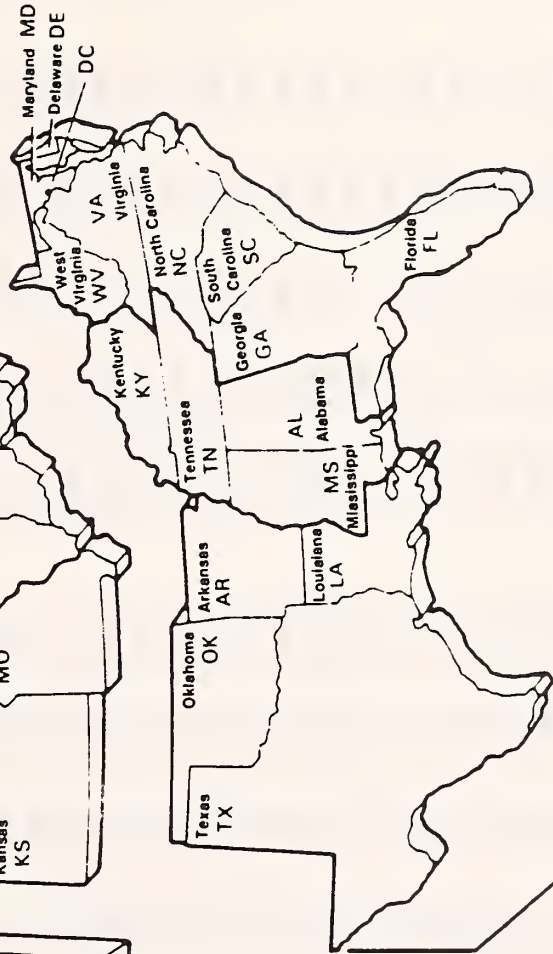 Maryland MD
Delaware DE
DC
West
Virginia
WV
VA
Virginia
Kentucky
KY
North Carolina
NC
Tennessee
TN
South
Carolina
SC
Georgia
GA
AL
Alabama
MS
Mississippi
Florida
FL
Arkansas
AR
Louisiana
LA
Oklahoma
OK
Texas
TX
MO
Kansas
KS